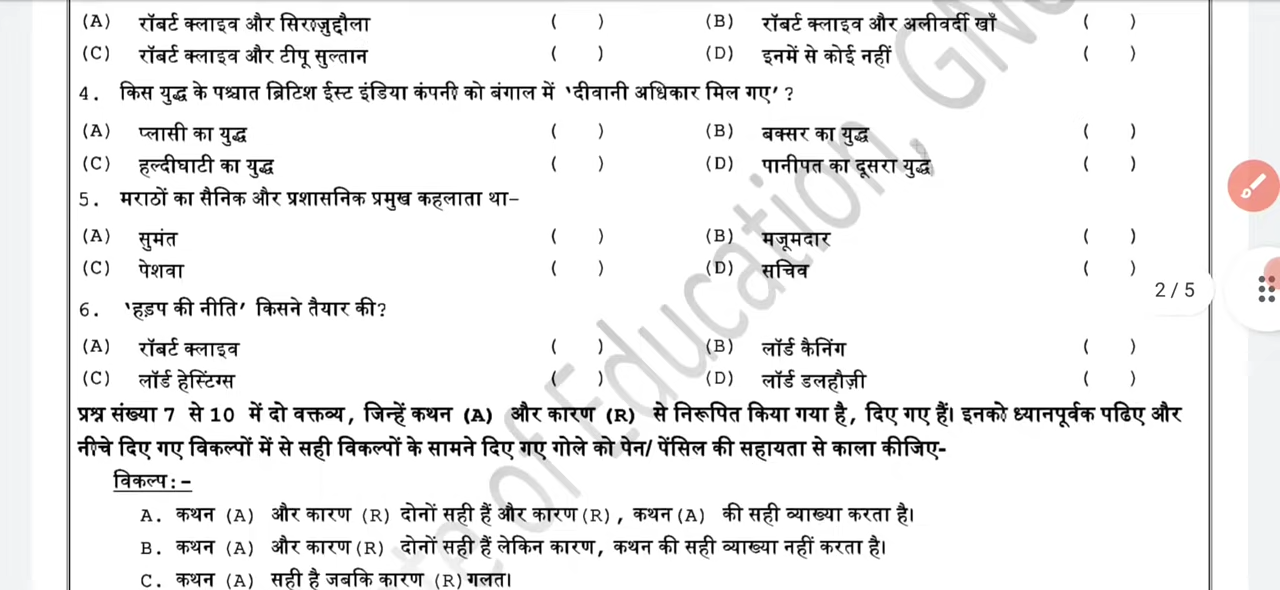 (A) रॉबर्ट क्लाइव और सिराजुद्दौला ( ) (B) रॉबर्ट क्लाइव और अलीवर्दी खाँ ( )
(C) रॉबर्ट क्लाइव और टीपू सुल्तान ( ) (D) इनमें से कोई नहीं ( )
4. किस युद्ध के पश्चात ब्रिटिश ईस्ट इंडिया कंपनी को बंगाल में 'दीवानी अधिकार मिल गए' ?
(A) प्लासी का युद्ध ( ) (B) बक्सर का युद्ध ( )
(C) हल्दीघाटी का युद्ध ( ) (D) पानीपत का दूसरा युद्ध ( )
5. मराठों का सैनिक और प्रशासनिक प्रमुख कहलाता था-
(A) सुमंत ( ) (B) मजूमदार ( )
(C) पेशवा ( ) (D) सचिव ( )
2/5
6. 'हड़प की नीति' किसने तैयार की?
(A) रॉबर्ट क्लाइव ( ) (B) लॉर्ड कैनिंग ( )
(C) लॉर्ड हेस्टिंग्स ( ) (D) लॉर्ड डलहौज़ी ( )
प्रश्न संख्या 7 से 10 में दो वक्तव्य, जिन्हें कथन (A) और कारण (R) से निरूपित किया गया है, दिए गए हैं। इनको ध्यानपूर्वक पढिए और
नीचे दिए गए विकल्पों में से सही विकल्पों के सामने दिए गए गोले को पेन/ पेंसिल की सहायता से काला कीजिए-
विकल्प:-
A. कथन (A) और कारण (R) दोनों सही हैं और कारण(R), कथन(A) की सही व्याख्या करता है।
B. कथन (A) और कारण(R) दोनों सही हैं लेकिन कारण, कथन की सही व्याख्या नहीं करता है।
C. कथन (A) सही है जबकि कारण (R)गलत।
of Education, GN